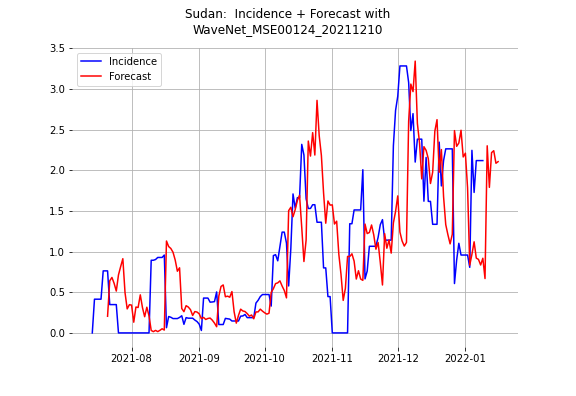 Sudan:  Incidence + Forecast with
WaveNet_MSE00124_20211210
3.5
3.0
2.5
2.0
1.5
1.0
0.5
0.0
Incidence
Forecast
2021-08 2021-09 2021-10 2021-11 2021-12 2022-01